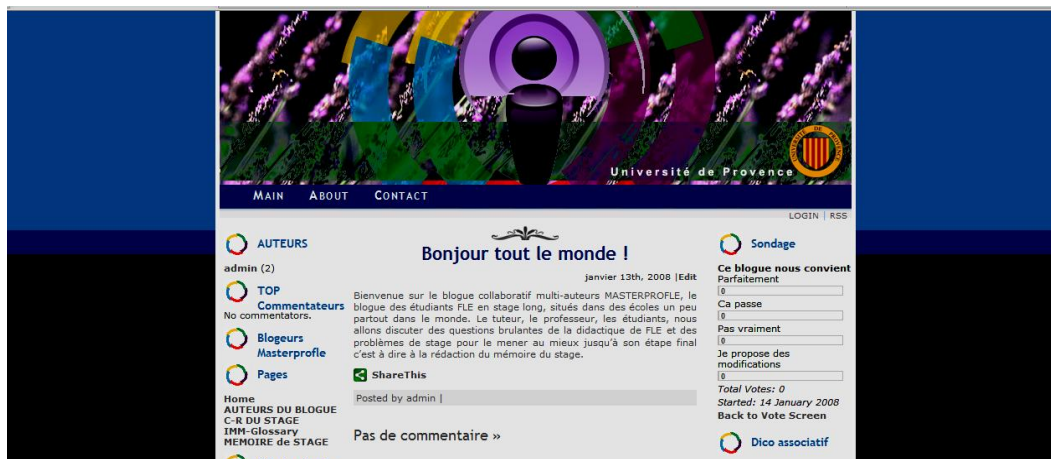 UNIVERSITÉ DE PROVENCE
Université de Provence
MAIN ABOUT CONTACT
LOGIN | RSS
AUTEURS
admin (2)
TOP
Commentateurs
No commentators.
Blogeurs
Masterprofle
Pages
Home
AUTEURS DU BLOGUE
C-R DU STAGE
IMM-Glossary
MEMOIRE de STAGE
Bonjour tout le monde !
janvier 13th, 2008 |Edit
Bienvenue sur le blogue collaboratif multi-auteurs MASTERPROFLE, le
blogue des étudiants FLE en stage long, situés dans des écoles un peu
partout dans le monde. Le tuteur, le professeur, les étudiants, nous
allons discuter des questions brulantes de la didactique de FLE et des
problèmes de stage pour le mener au mieux jusqu'à son étape final
c'est à dire à la rédaction du mémoire du stage.
ShareThis
Posted by admin |
Pas de commentaire »
Sondage
Ce blogue nous convient
Parfaitement
0
Ca passe
0
Pas vraiment
0
Je propose des
modifications
0
Total Votes: 0
Started: 14 January 2008
Back to Vote Screen
Dico associatif